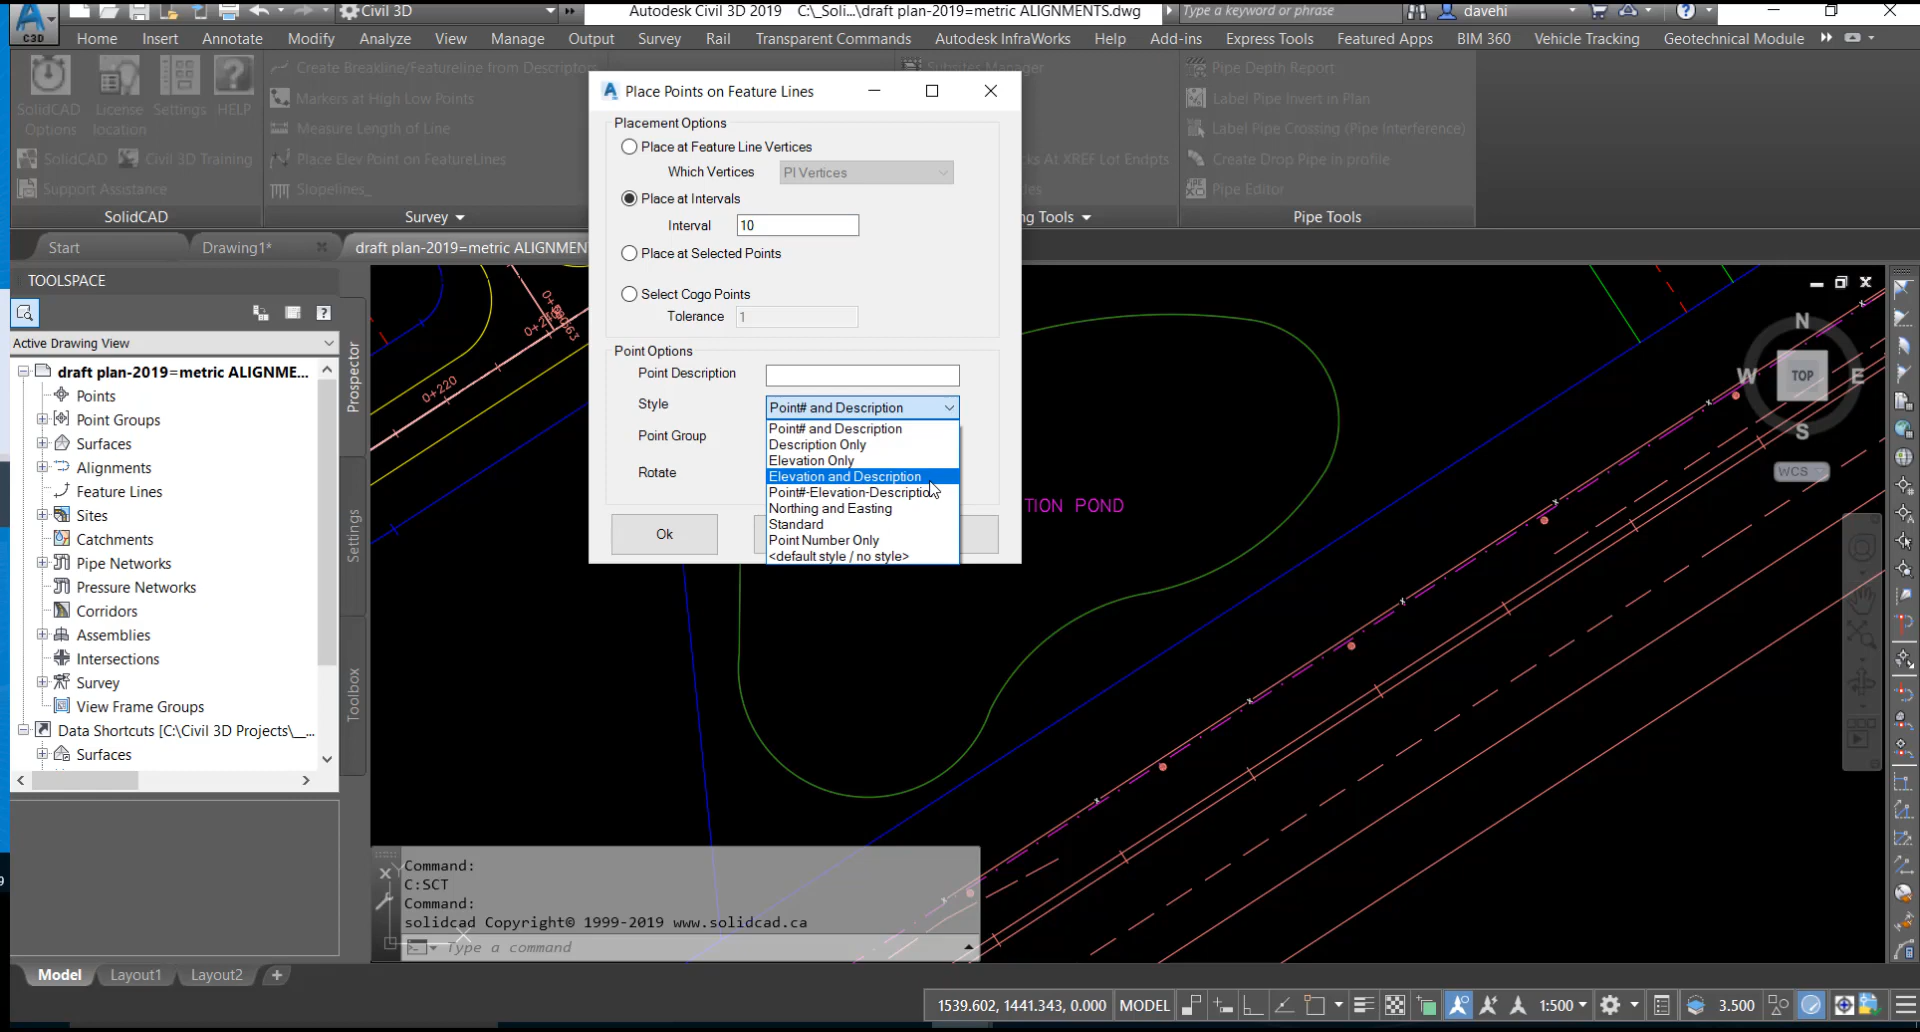 Civil 3D
Autodesk Civil 3D 2019 C:\_Soli...\draft plan-2019=metric ALIGNMENTS.dwg
Type a keyword or phrase
davehi
C3D
Home Insert Annotate Modify Analyze View Manage Output Survey Rail Transparent Commands Autodesk InfraWorks Help Add-ins Express Tools Featured Apps BIM 360 Vehicle Tracking Geotechnical Module
SolidCAD Options
License location
Settings
HELP
SolidCAD
Civil 3D Training
Support Assistance
SolidCAD
Create Breakline/Featureline from Descriptors
Markers at High Low Points
Measure Length of Line
Place Elev Point on FeatureLines
Slopelines_
Survey
Subsites Manager
ks At XREF Lot Endpts
ng Tools
Pipe Depth Report
Label Pipe Invert in Plan
Label Pipe Crossing (Pipe Interference)
Create Drop Pipe in profile
Pipe Editor
Pipe Tools
Start
Drawing1*
draft plan-2019=metric ALIGNMEN
TOOLSPACE
Active Drawing View
draft plan-2019=metric ALIGNME...
Points
Point Groups
Surfaces
Alignments
Feature Lines
Sites
Catchments
Pipe Networks
Pressure Networks
Corridors
Assemblies
Intersections
Survey
View Frame Groups
Data Shortcuts [C:\Civil 3D Projects\__...
Surfaces
Prospector
Settings
Toolbox
Place Points on Feature Lines
Placement Options
Place at Feature Line Vertices
Which Vertices
PI Vertices
Place at Intervals
Interval
10
Place at Selected Points
Select Cogo Points
Tolerance
1
Point Options
Point Description
Style
Point# and Description
Point Group
Rotate
Point# and Description
Description Only
Elevation Only
Elevation and Description
Point#-Elevation-Description
Northing and Easting
Standard
Point Number Only
<default style / no style>
Ok
0+220
TION POND
N
W
TOP
E
S
WCS
Command:
C:SCT
Command:
solidcad Copyright© 1999-2019 www.solidcad.ca
Type a command
Y
X
Model
Layout1
Layout2
+
1539.602, 1441.343, 0.000
MODEL
1:500
3.500